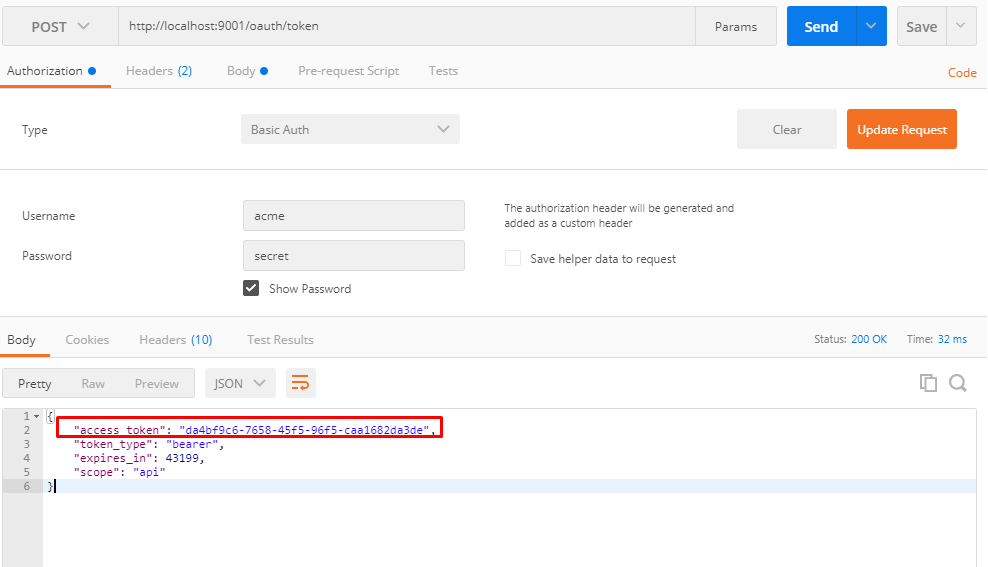 POST http://localhost:9001/oauth/token Params Send Save
Authorization Headers (2) Body Pre-request Script Tests Code
Type Basic Auth Clear Update Request
Username acme The authorization header will be generated and
added as a custom header
Password secret Save helper data to request
Show Password
Body Cookies Headers (10) Test Results Status: 200 OK Time: 32 ms
Pretty Raw Preview JSON
1 {
2 "access_token": "da4bf9c6-7658-45f5-96f5-caa1682da3de",
3 "token_type": "bearer",
4 "expires_in": 43199,
5 "scope": "api"
6 }